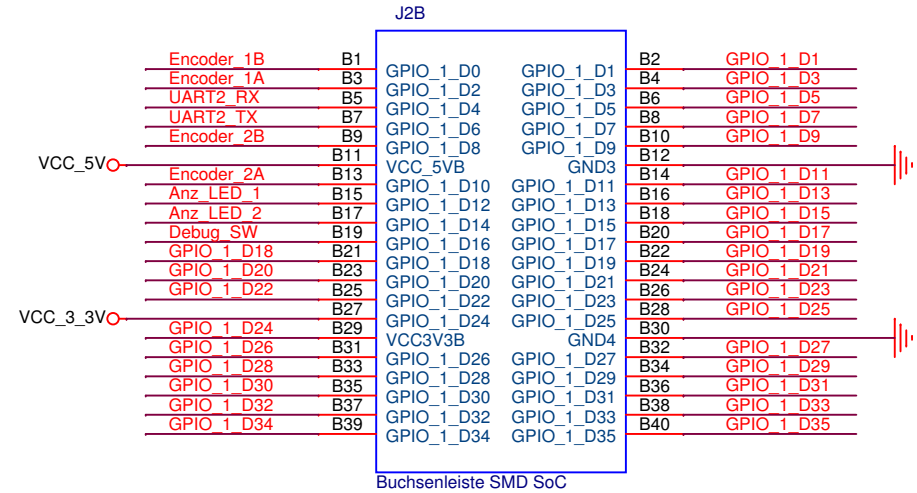 J2B
Encoder_1B B1 GPIO_1_D0 GPIO_1_D1 B2 GPIO_1_D1
Encoder_1A B3 GPIO_1_D2 GPIO_1_D3 B4 GPIO_1_D3
UART2_RX B5 GPIO_1_D4 GPIO_1_D5 B6 GPIO_1_D5
UART2_TX B7 GPIO_1_D6 GPIO_1_D7 B8 GPIO_1_D7
Encoder_2B B9 GPIO_1_D8 GPIO_1_D9 B10 GPIO_1_D9
VCC_5V B11 VCC_5VB GND3 B12
Encoder_2A B13 GPIO_1_D10 GPIO_1_D11 B14 GPIO_1_D11
Anz_LED_1 B15 GPIO_1_D12 GPIO_1_D13 B16 GPIO_1_D13
Anz_LED_2 B17 GPIO_1_D14 GPIO_1_D15 B18 GPIO_1_D15
Debug_SW B19 GPIO_1_D16 GPIO_1_D17 B20 GPIO_1_D17
GPIO_1_D18 B21 GPIO_1_D18 GPIO_1_D19 B22 GPIO_1_D19
GPIO_1_D20 B23 GPIO_1_D20 GPIO_1_D21 B24 GPIO_1_D21
GPIO_1_D22 B25 GPIO_1_D22 GPIO_1_D23 B26 GPIO_1_D23
VCC_3_3V B27 GPIO_1_D24 GPIO_1_D25 B28 GPIO_1_D25
GPIO_1_D24 B29 VCC3V3B GND4 B30
GPIO_1_D26 B31 GPIO_1_D26 GPIO_1_D27 B32 GPIO_1_D27
GPIO_1_D28 B33 GPIO_1_D28 GPIO_1_D29 B34 GPIO_1_D29
GPIO_1_D30 B35 GPIO_1_D30 GPIO_1_D31 B36 GPIO_1_D31
GPIO_1_D32 B37 GPIO_1_D32 GPIO_1_D33 B38 GPIO_1_D33
GPIO_1_D34 B39 GPIO_1_D34 GPIO_1_D35 B40 GPIO_1_D35
Buchsenleiste SMD SoC